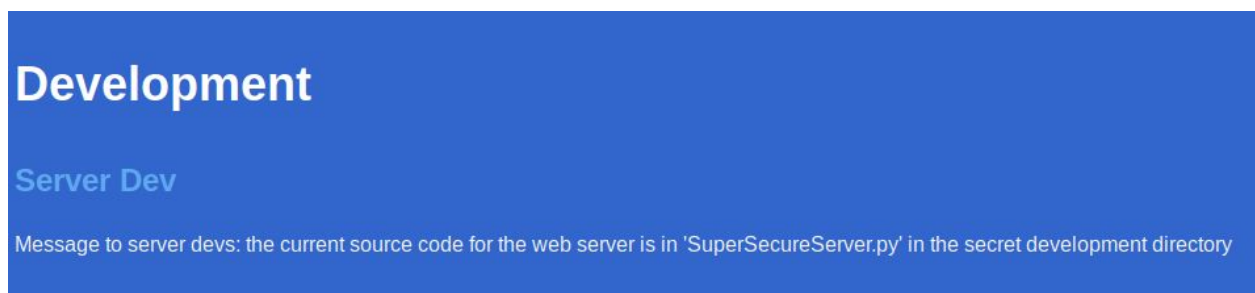 Development
Server Dev
Message to server devs: the current source code for the web server is in 'SuperSecureServer.py' in the secret development directory